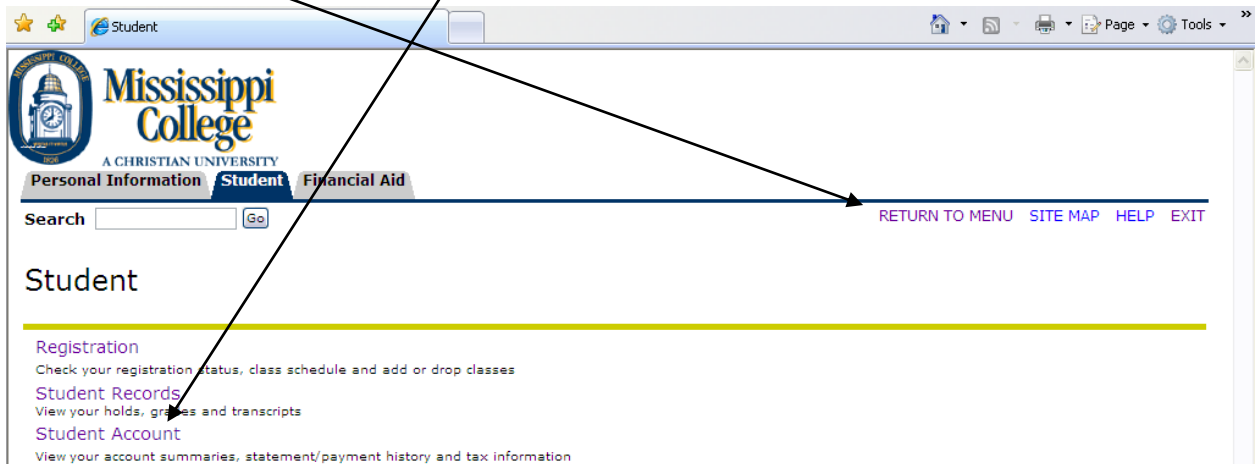 Student
Page Tools »
MISSISSIPPI COLLEGE
1826
Mississippi
College
A CHRISTIAN UNIVERSITY
Personal Information Student Financial Aid
Search Go RETURN TO MENU SITE MAP HELP EXIT
Student
Registration
Check your registration status, class schedule and add or drop classes
Student Records
View your holds, grades and transcripts
Student Account
View your account summaries, statement/payment history and tax information